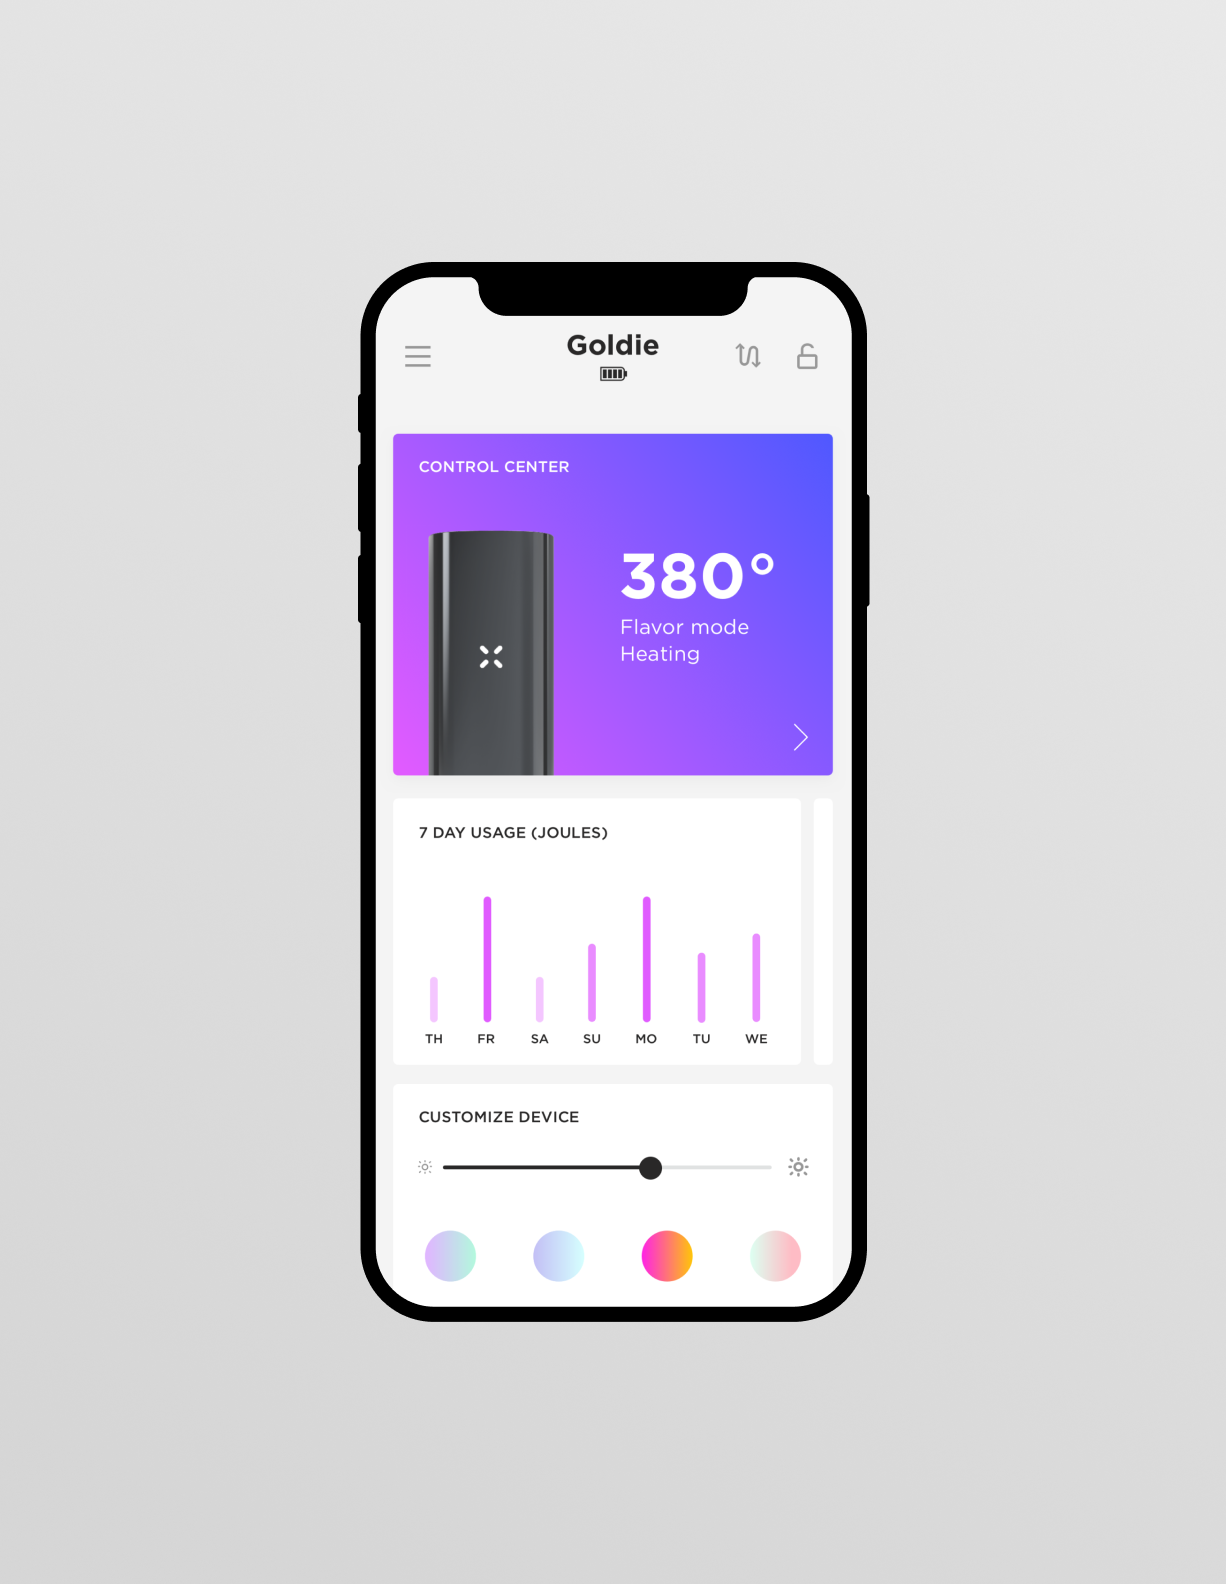 Goldie
CONTROL CENTER
380°
Flavor mode
Heating
7 DAY USAGE (JOULES)
TH FR SA SU MO TU WE
CUSTOMIZE DEVICE